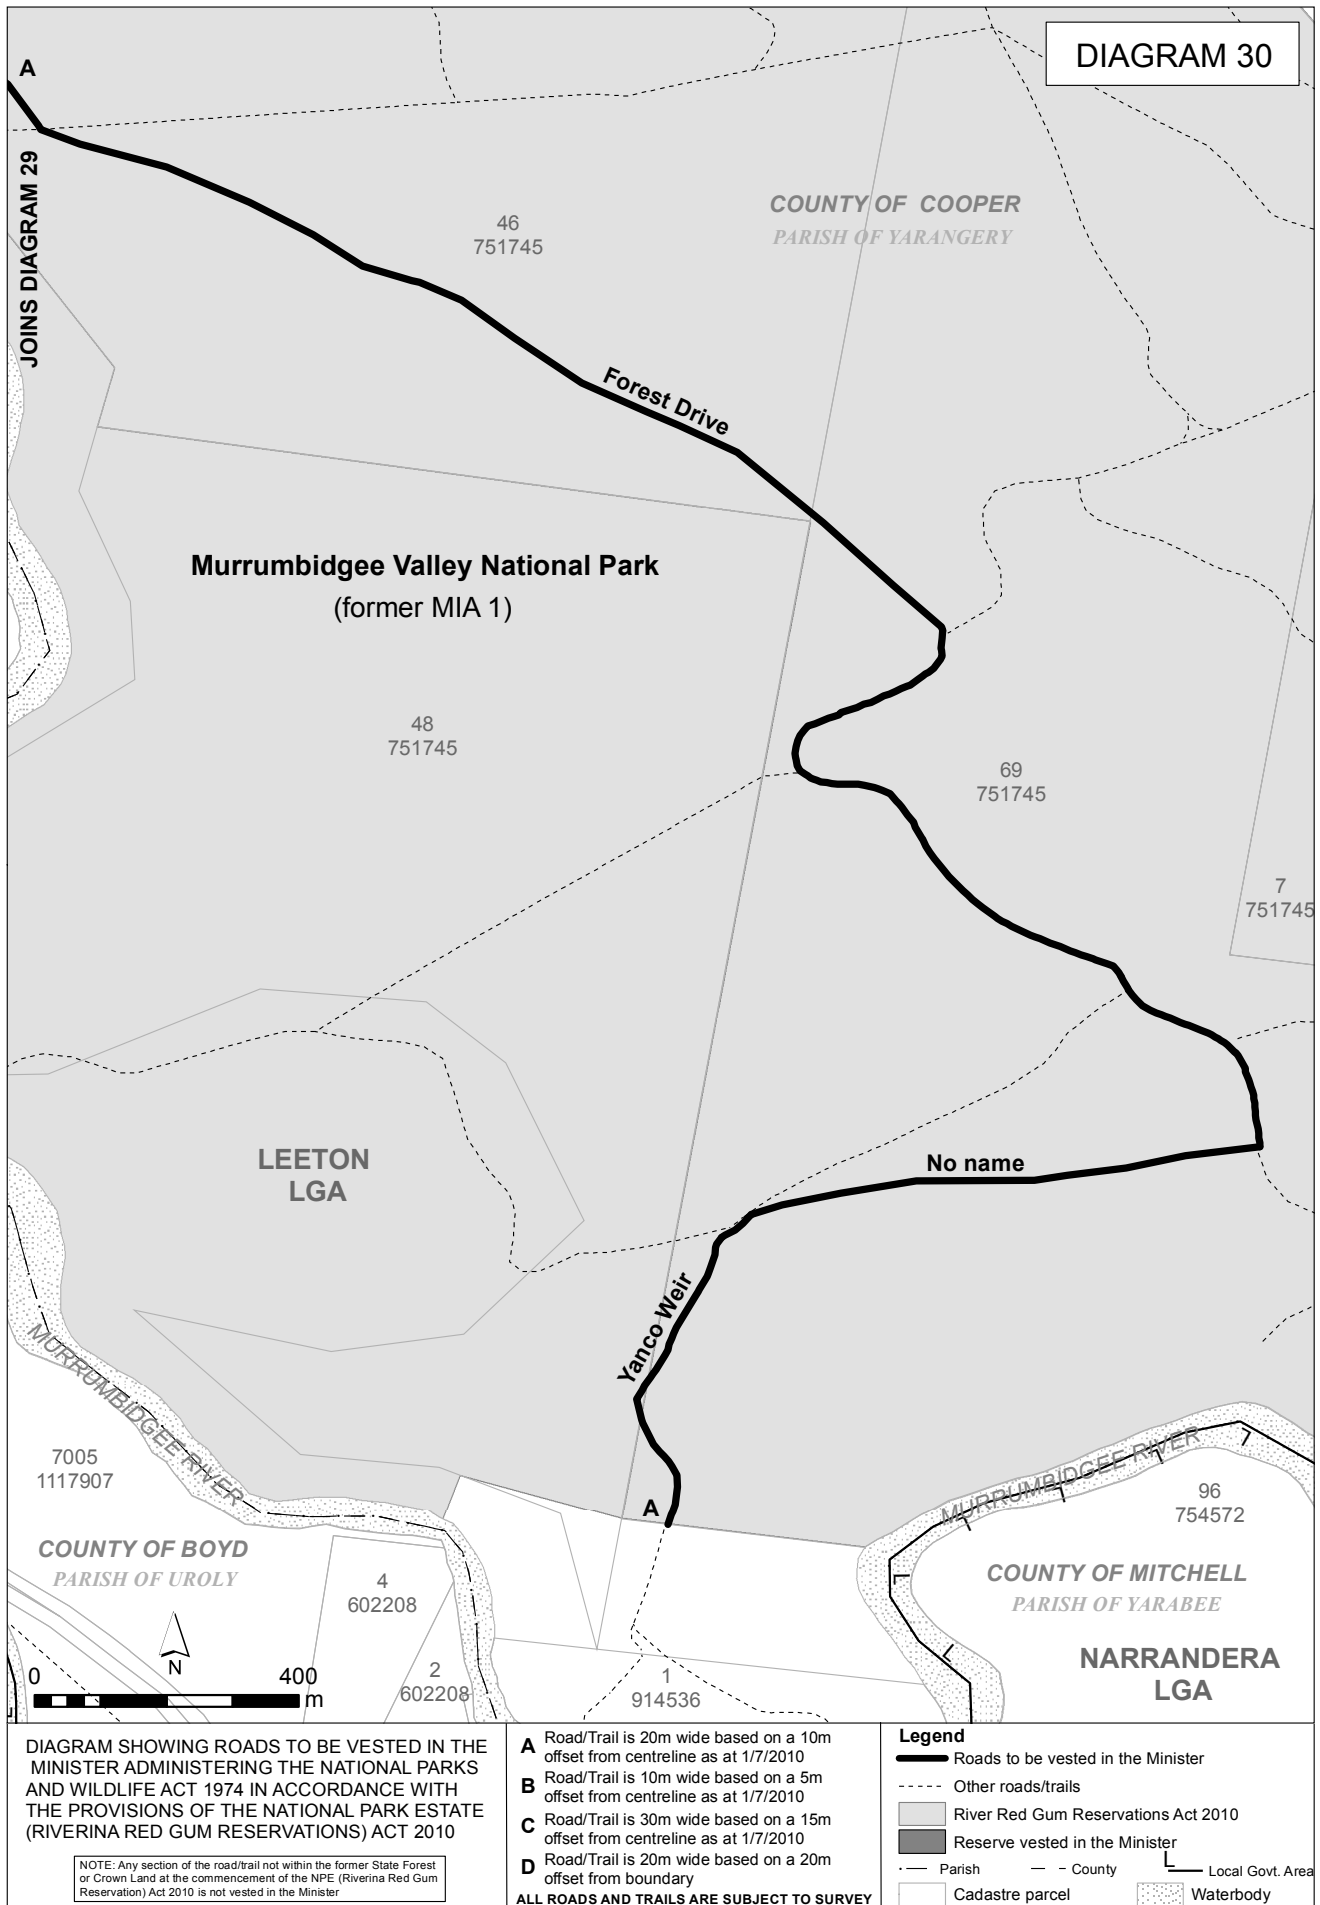 DIAGRAM 30
A
JOINS DIAGRAM 29
COUNTY OF COOPER
PARISH OF YARANGERY
46
751745
Forest Drive
Murrumbidgee Valley National Park
(former MIA 1)
48
751745
69
751745
7
751745
LEETON
LGA
No name
Yanco Weir
MURRUMBIDGEE RIVER
MURRUMBIDGEE RIVER
7005
1117907
96
754572
A
COUNTY OF BOYD
PARISH OF UROLY
4
602208
COUNTY OF MITCHELL
PARISH OF YARABEE
NARRANDERA
LGA
N
0 400
m
2
602208
1
914536
DIAGRAM SHOWING ROADS TO BE VESTED IN THE
MINISTER ADMINISTERING THE NATIONAL PARKS
AND WILDLIFE ACT 1974 IN ACCORDANCE WITH
THE PROVISIONS OF THE NATIONAL PARK ESTATE
(RIVERINA RED GUM RESERVATIONS) ACT 2010
NOTE: Any section of the road/trail not within the former State Forest
or Crown Land at the commencement of the NPE (Riverina Red Gum
Reservation) Act 2010 is not vested in the Minister
A Road/Trail is 20m wide based on a 10m
offset from centreline as at 1/7/2010
B Road/Trail is 10m wide based on a 5m
offset from centreline as at 1/7/2010
C Road/Trail is 30m wide based on a 15m
offset from centreline as at 1/7/2010
D Road/Trail is 20m wide based on a 20m
offset from boundary
ALL ROADS AND TRAILS ARE SUBJECT TO SURVEY
Legend
Roads to be vested in the Minister
Other roads/trails
River Red Gum Reservations Act 2010
Reserve vested in the Minister
Parish County Local Govt. Area
Cadastre parcel Waterbody